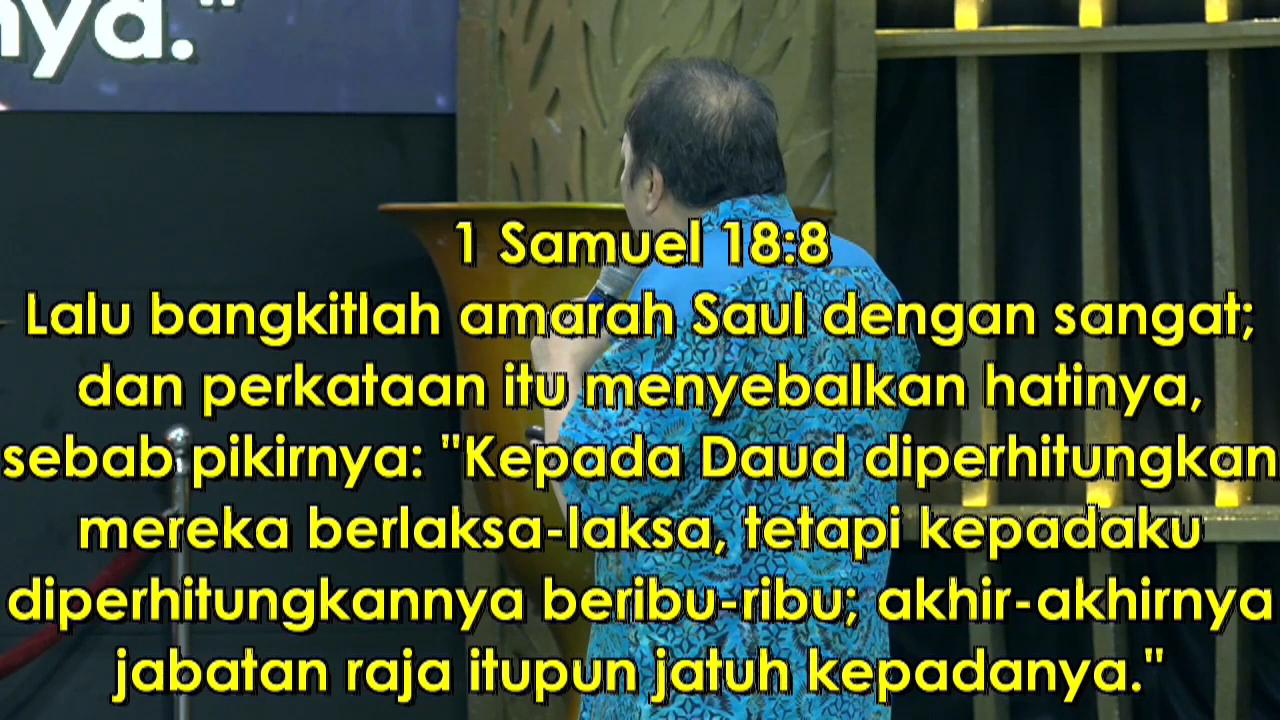 nya."
1 Samuel 18:8
Lalu bangkitlah amarah Saul dengan sangat;
dan perkataan itu menyebalkan hatinya,
sebab pikirnya: "Kepada Daud diperhitungkan
mereka berlaksa-laksa, tetapi kepadaku
diperhitungkannya beribu-ribu; akhir-akhirnya
jabatan raja itupun jatuh kepadanya."